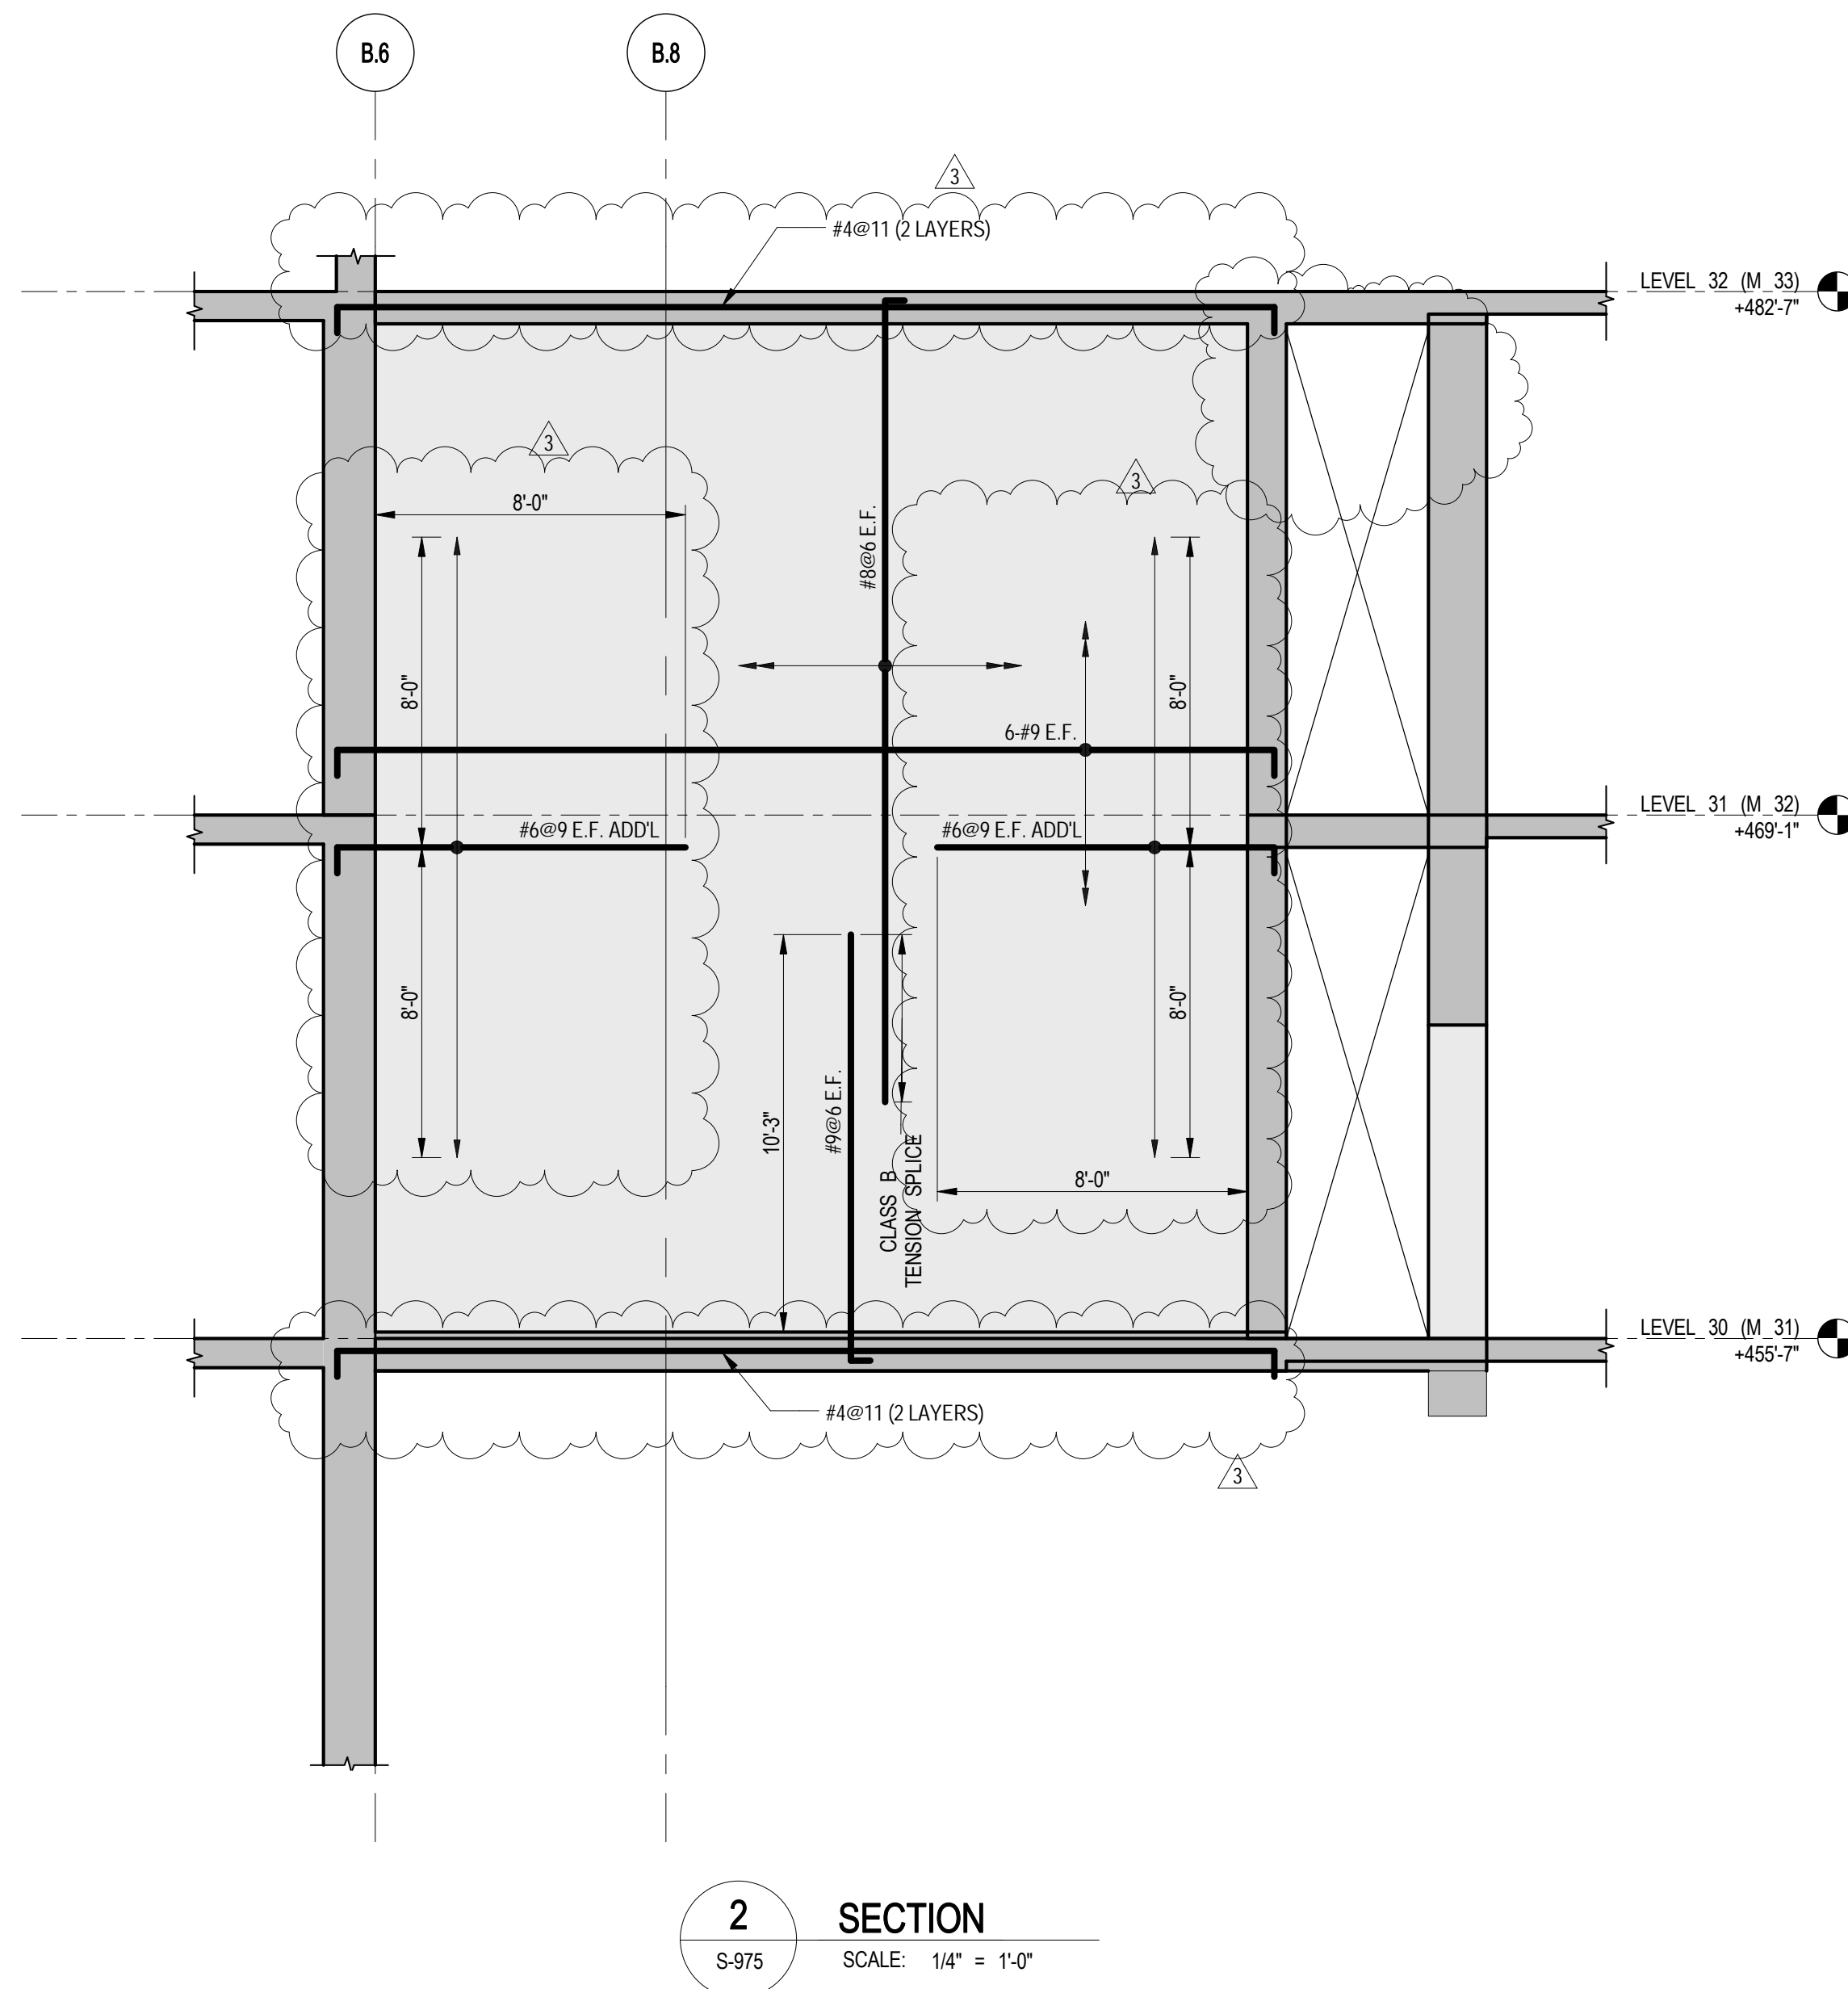 B.6
B.8
3
#4@11 (2 LAYERS)
LEVEL 32 (M 33)
+482'-7"
3
3
8'-0"
#8@6 E.F.
8'-0"
8'-0"
6-#9 E.F.
LEVEL 31 (M 32)
+469'-1"
#6@9 E.F. ADD'L
#6@9 E.F. ADD'L
8'-0"
8'-0"
10'-3"
#9@6 E.F.
CLASS B
TENSION SPLICE
8'-0"
LEVEL 30 (M 31)
+455'-7"
#4@11 (2 LAYERS)
3
2
SECTION
S-975
SCALE: 1/4" = 1'-0"